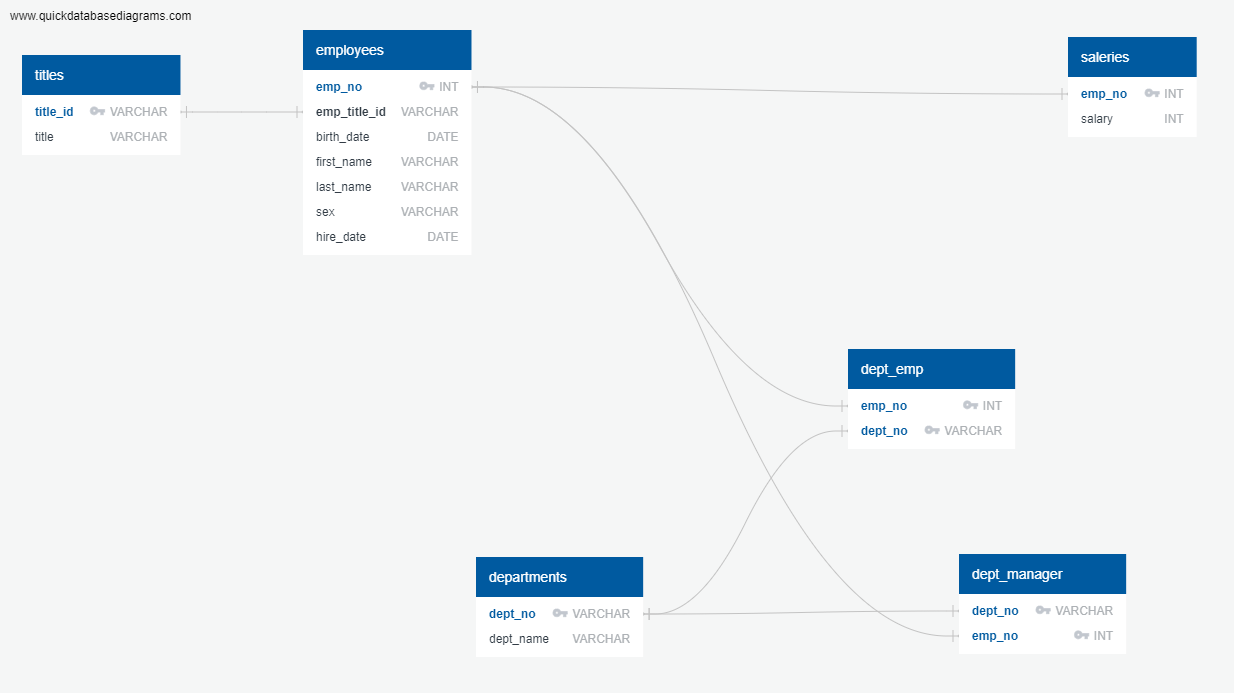 www.quickdatabasediagrams.com
titles
title_id VARCHAR
title VARCHAR
employees
emp_no INT
emp_title_id VARCHAR
birth_date DATE
first_name VARCHAR
last_name VARCHAR
sex VARCHAR
hire_date DATE
saleries
emp_no INT
salary INT
dept_emp
emp_no INT
dept_no VARCHAR
departments
dept_no VARCHAR
dept_name VARCHAR
dept_manager
dept_no VARCHAR
emp_no INT